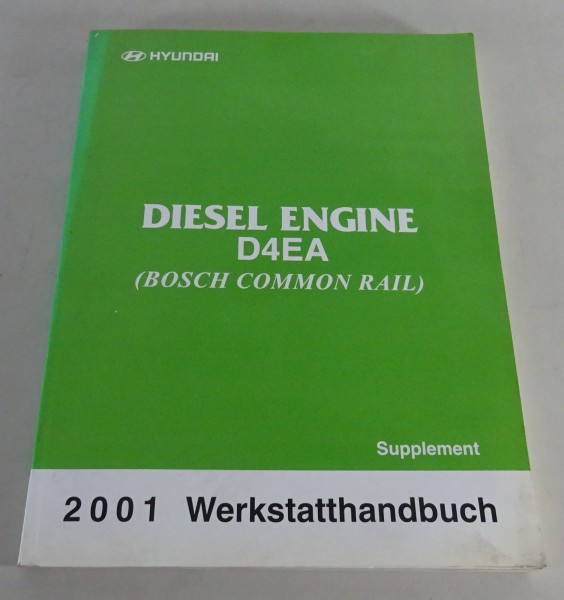 HYUNDAI
DIESEL ENGINE
D4EA
(BOSCH COMMON RAIL)
Supplement
2001 Werkstatthandbuch